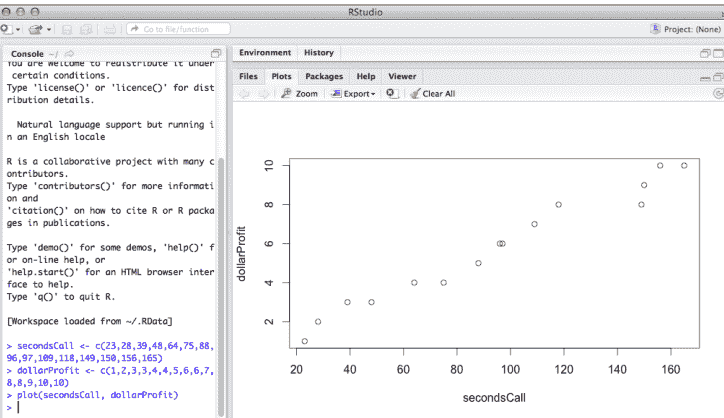 RStudio
Go to file/function
Project: (None)
Console ~/
You are welcome to redistribute it under
certain conditions.
Type 'license()' or 'licence()' for dist
ribution details.
Natural language support but running i
n an English locale
R is a collaborative project with many c
ontributors.
Type 'contributors()' for more informati
on and
'citation()' on how to cite R or R packa
ges in publications.
Type 'demo()' for some demos, 'help()' f
or on-line help, or
'help.start()' for an HTML browser inter
face to help.
Type 'q()' to quit R.
[Workspace loaded from ~/.RData]
> secondsCall <- c(23,28,39,48,64,75,88,
96,97,109,118,149,150,156,165)
> dollarProfit <- c(1,2,3,3,4,4,5,6,6,7,
8,8,9,10,10)
> plot(secondsCall, dollarProfit)
>
Environment History
Files Plots Packages Help Viewer
Zoom Export Clear All
dollarProfit
10
8
6
4
2
20 40 60 80 100 120 140 160
secondsCall